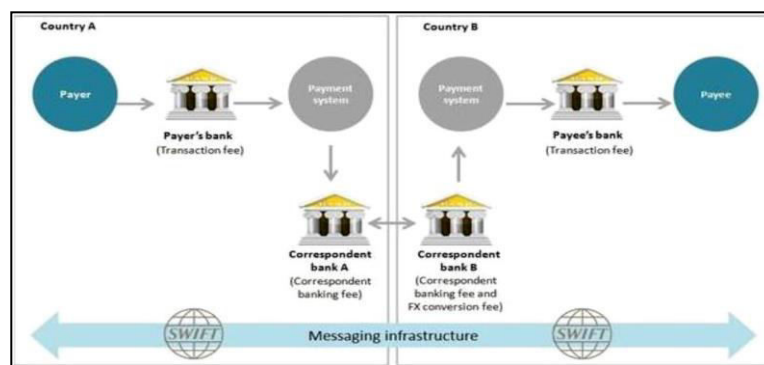 Country A
Payer
Payer's bank
(Transaction fee)
Payment
system
Correspondent
bank A
(Correspondent
banking fee)
Country B
Payment
system
Payee's bank
(Transaction fee)
Payee
Correspondent
bank B
(Correspondent
banking fee and
FX conversion fee)
SWIFT
Messaging infrastructure
SWIFT